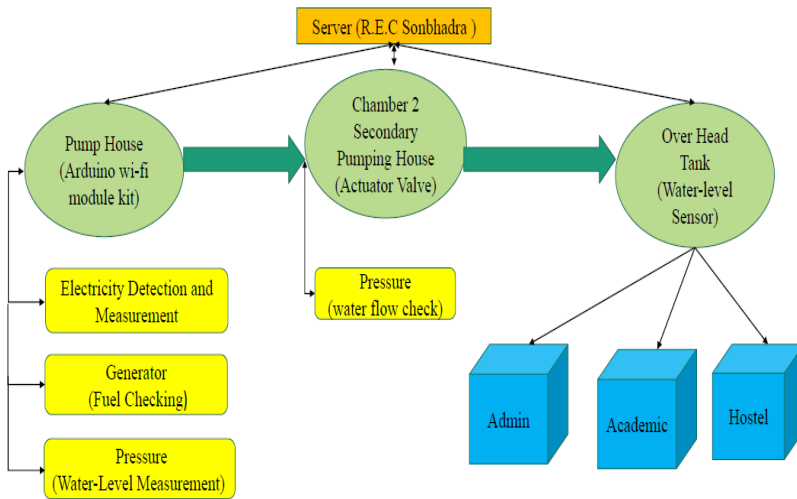 Server (R.E.C Sonbhadra )
Pump House
(Arduino wi-fi
module kit)
Chamber 2
Secondary
Pumping House
(Actuator Valve)
Over Head
Tank
(Water-level
Sensor)
Electricity Detection and
Measurement
Generator
(Fuel Checking)
Pressure
(Water-Level Measurement)
Pressure
(water flow check)
Admin
Academic
Hostel